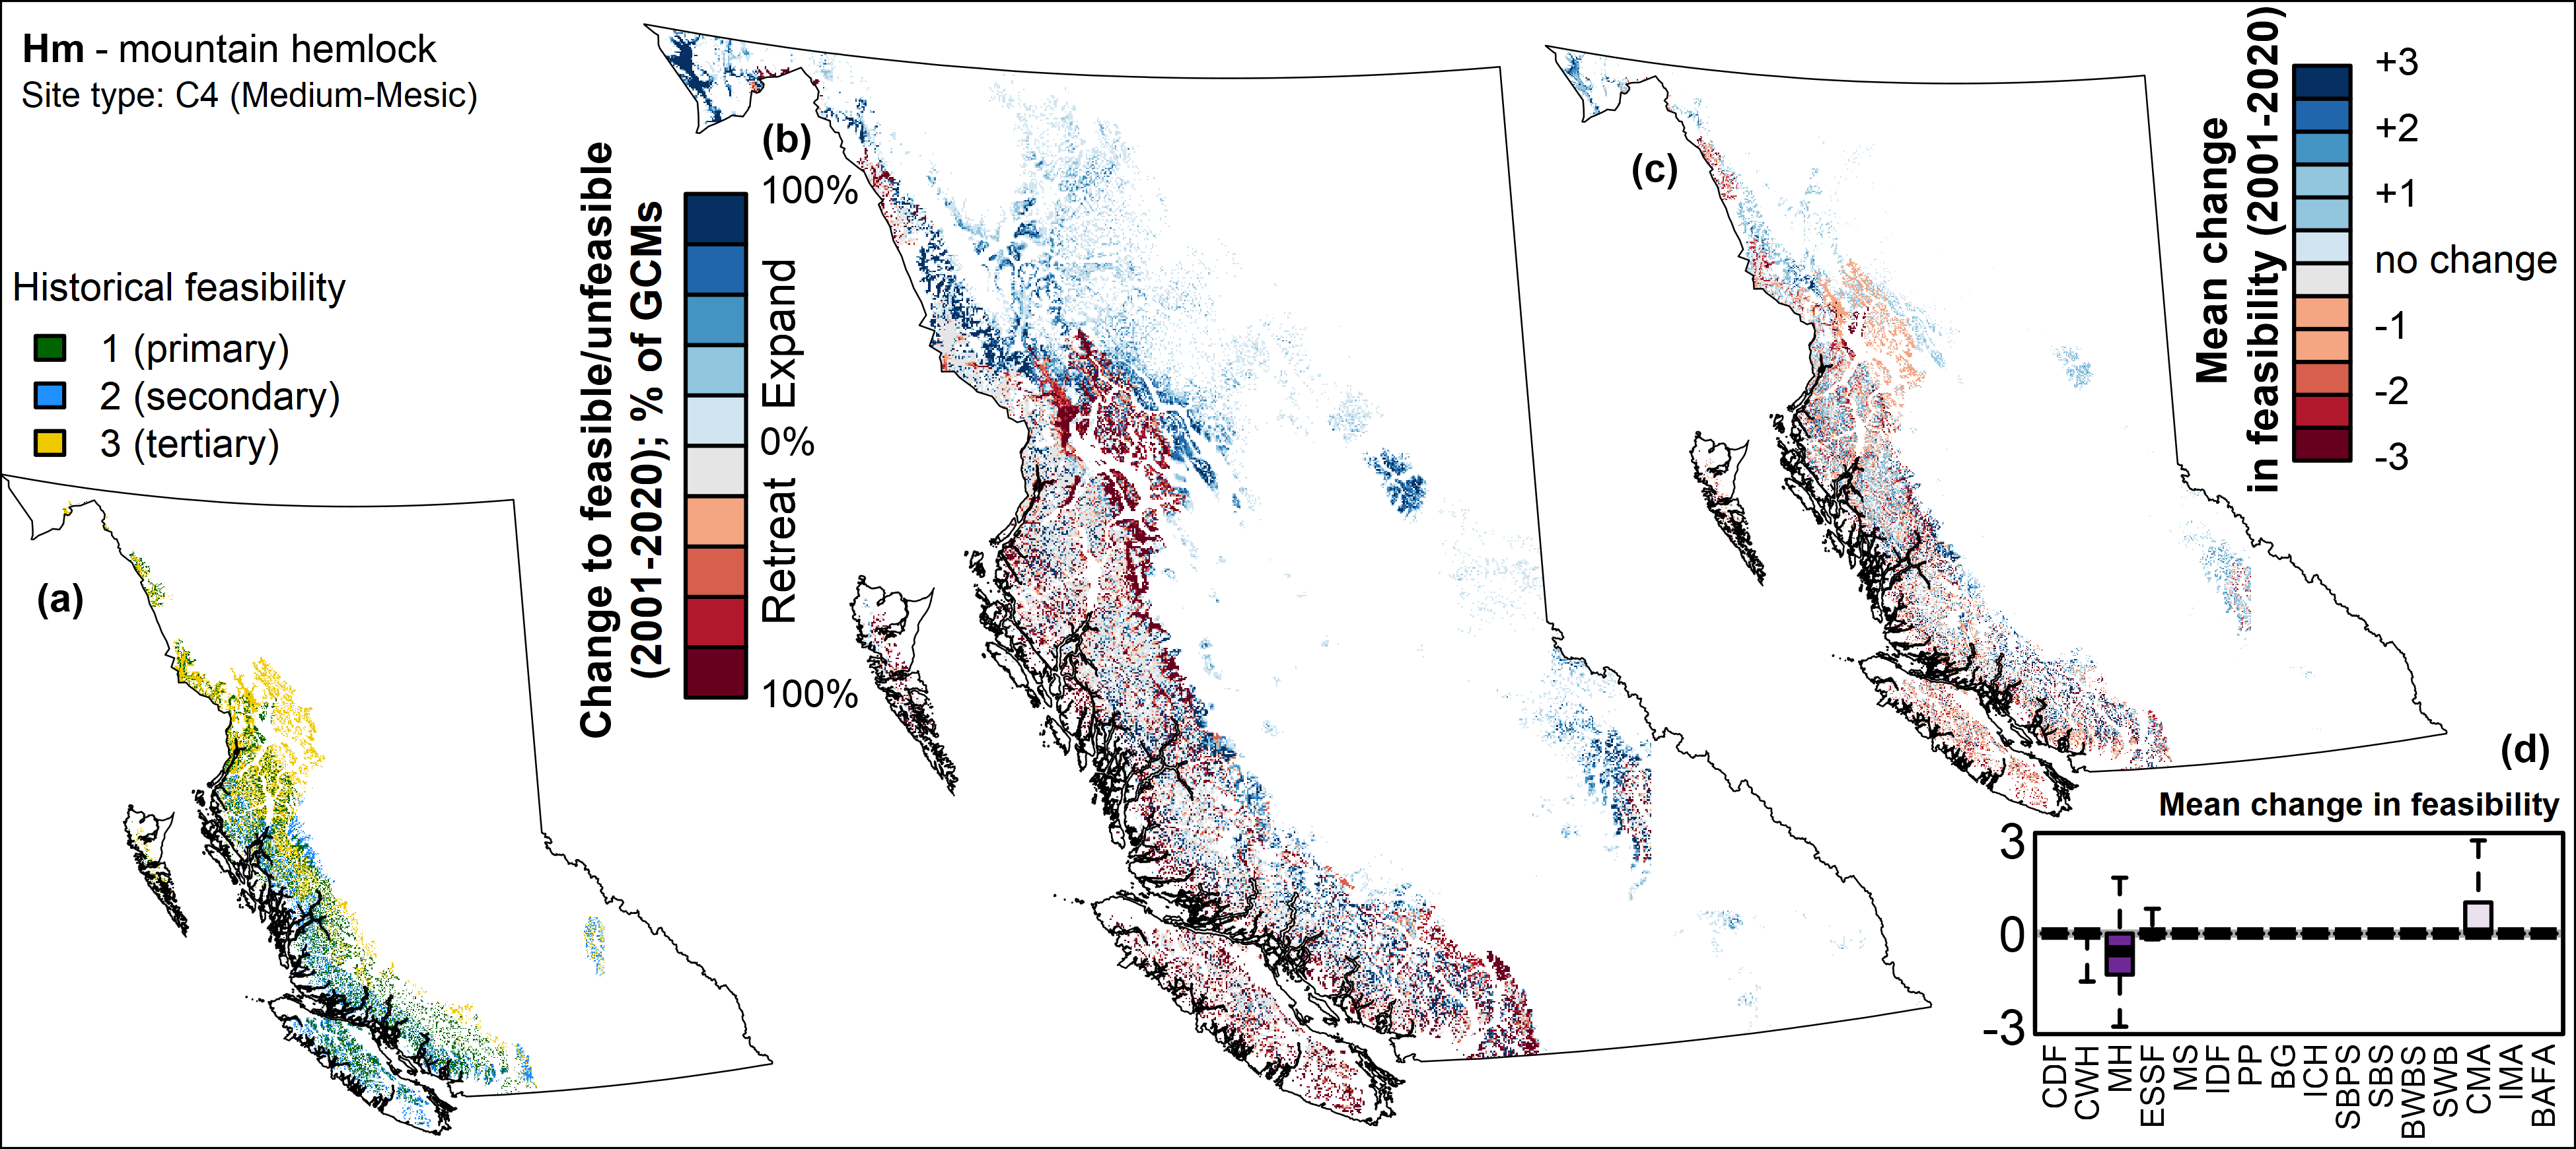 Hm - mountain hemlock
Site type: C4 (Medium-Mesic)
Historical feasibility
1 (primary)
2 (secondary)
3 (tertiary)
(a)
Change to feasible/unfeasible
(2001-2020); % of GCMs
100%
Expand
0%
Retreat
100%
(b)
(c)
Mean change
in feasibility (2001-2020)
+3
+2
+1
no change
-1
-2
-3
(d)
Mean change in feasibility
3
0
-3
CDF
CWH
MH
ESSF
MS
IDF
PP
BG
ICH
SBPS
SBS
BWBS
SWB
CMA
IMA
BAFA